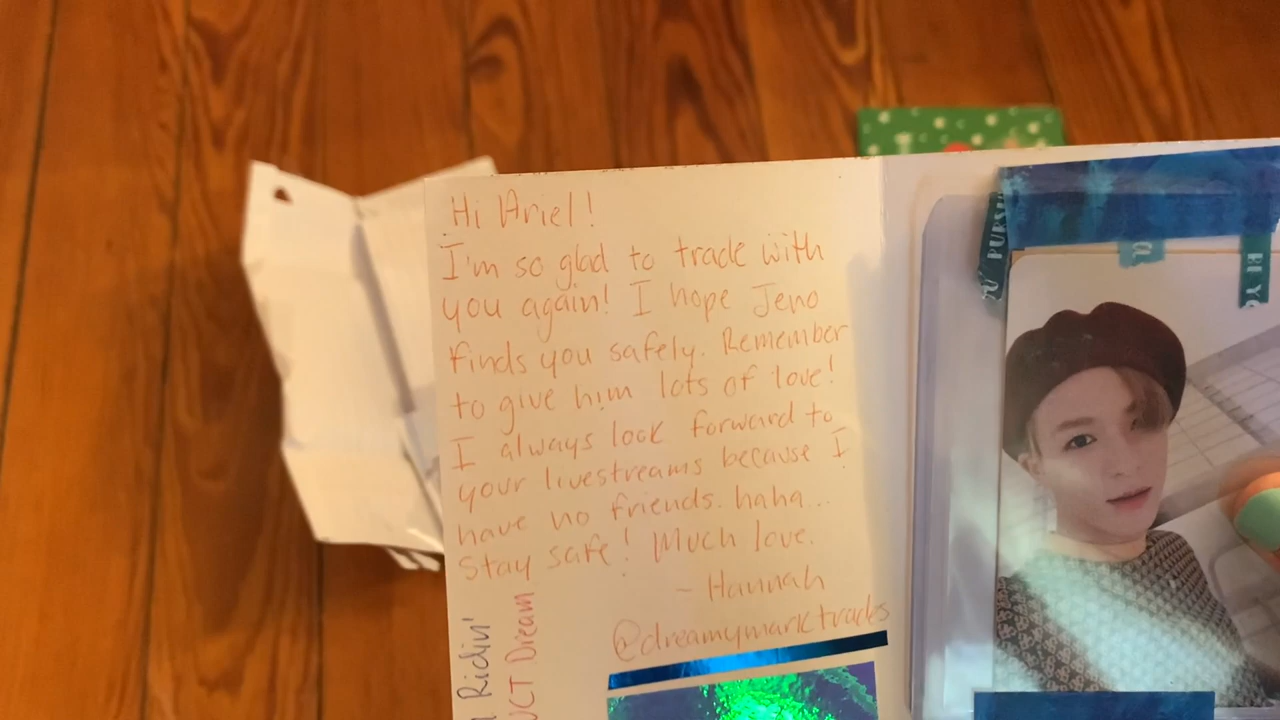 Hi Ariel!
I'm so glad to trade with
you again! I hope Jeno
finds you safely. Remember
to give him lots of love!
I always look forward to
your livestreams because I
have no friends. haha..
Stay safe! Much love.
- Hannah
@dreamymarktrades
Ridin'
NCT Dream
PURSU